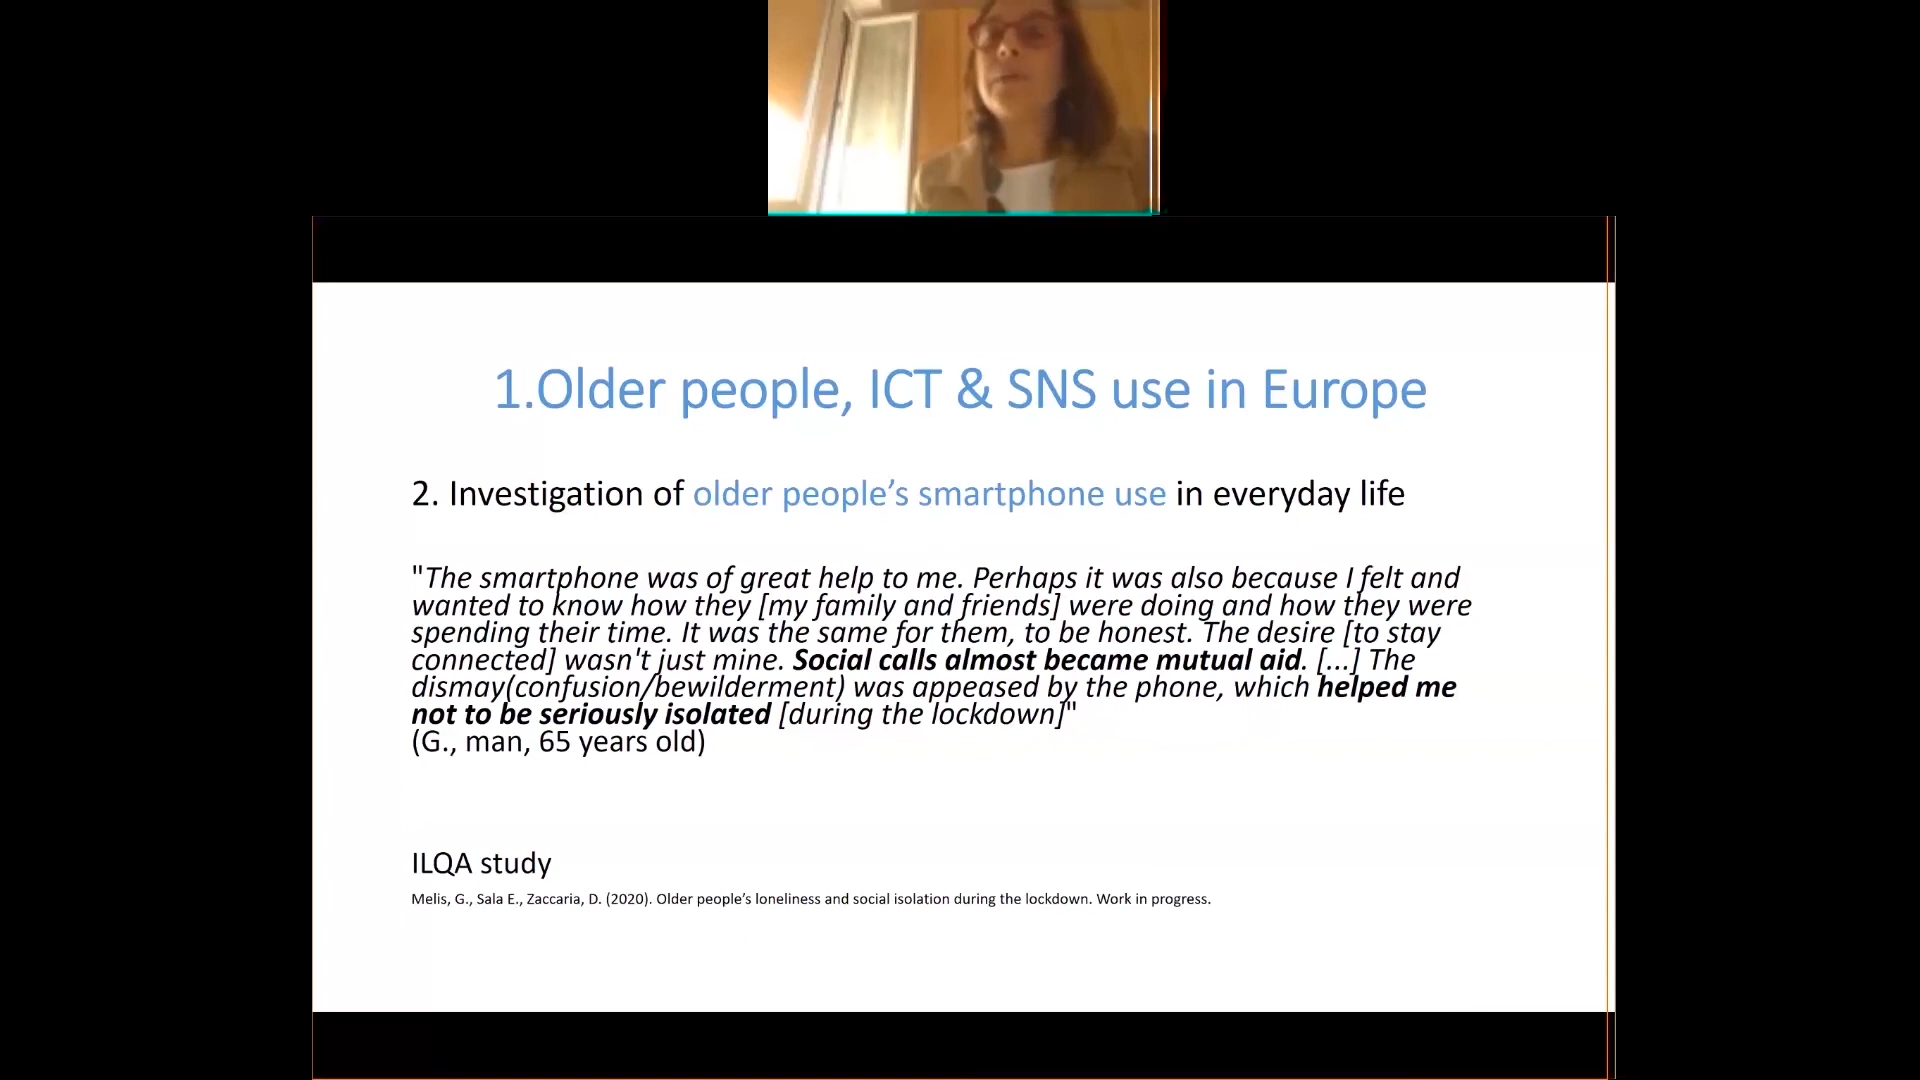 1.Older people, ICT & SNS use in Europe
2. Investigation of older people’s smartphone use in everyday life
"The smartphone was of great help to me. Perhaps it was also because I felt and
wanted to know how they [my family and friends] were doing and how they were
spending their time. It was the same for them, to be honest. The desire [to stay
connected] wasn't just mine. Social calls almost became mutual aid. [...] The
dismay(confusion/bewilderment) was appeased by the phone, which helped me
not to be seriously isolated [during the lockdown]"
(G., man, 65 years old)
ILQA study
Melis, G., Sala E., Zaccaria, D. (2020). Older people’s loneliness and social isolation during the lockdown. Work in progress.